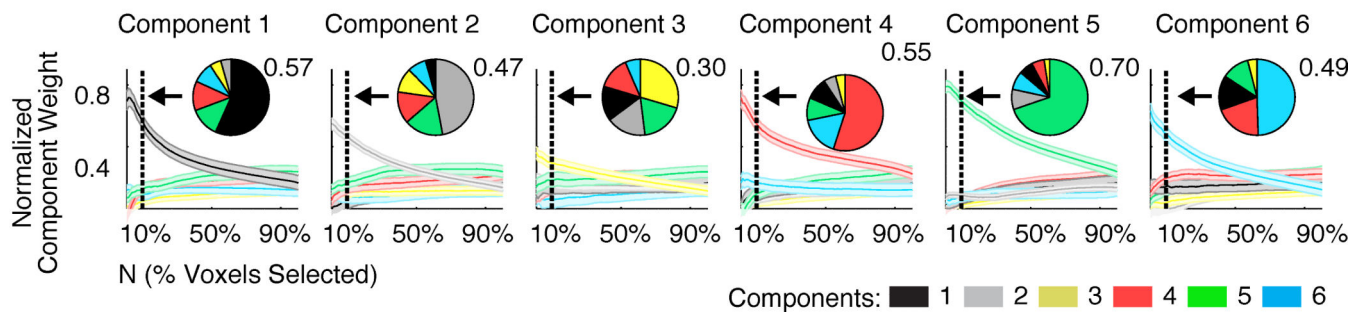 Component 1 Component 2 Component 3 Component 4 Component 5 Component 6
0.57 0.47 0.30 0.55 0.70 0.49
Normalized
Component Weight
0.8
0.4
10% 50% 90% 10% 50% 90% 10% 50% 90% 10% 50% 90% 10% 50% 90% 10% 50% 90%
N (% Voxels Selected)
Components: 1 2 3 4 5 6